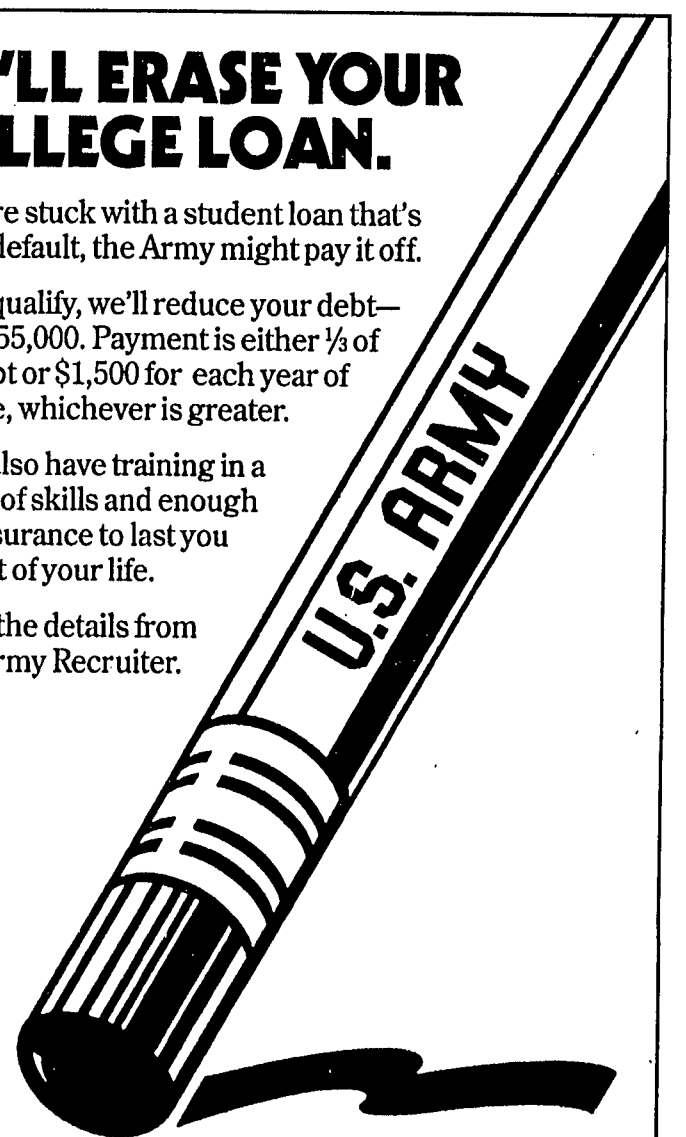 'LL ERASE YOUR
LLEGE LOAN.
re stuck with a student loan that's
default, the Army might pay it off.
qualify, we'll reduce your debt—
55,000. Payment is either ⅓ of
bt or $1,500 for each year of
e, whichever is greater.
also have training in a
of skills and enough
surance to last you
t of your life.
the details from
rmy Recruiter.
U.S. ARMY